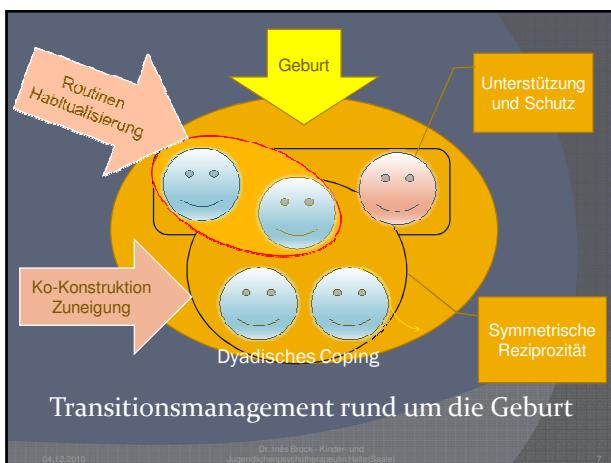 Routinen
Habitualisierung
Geburt
Unterstützung
und Schutz
Ko-Konstruktion
Zuneigung
Dyadisches Coping
Symmetrische
Reziprozität
Transitionsmanagement rund um die Geburt
04.12.2010
Dr. Inés Brock - Kinder- und
Jugendlichenpsychotherapeutin Halle(Saale)
7